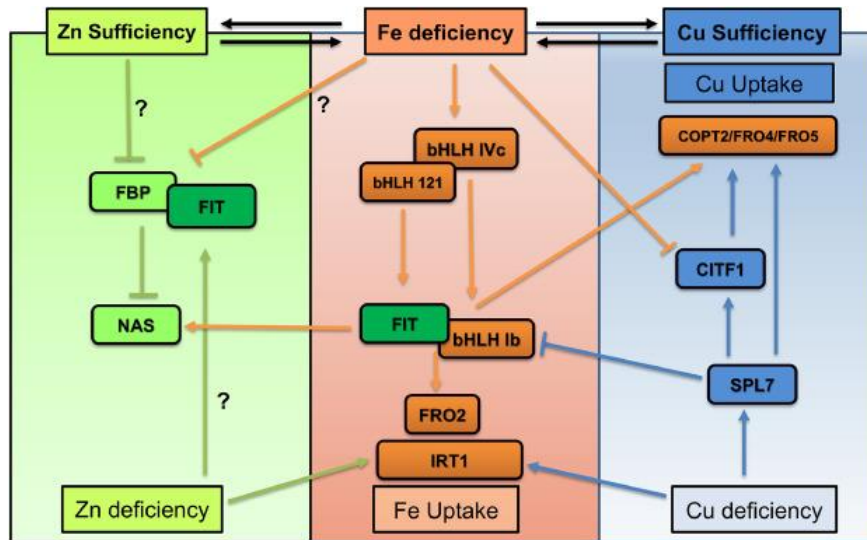 Zn Sufficiency
Fe deficiency
Cu Sufficiency
Cu Uptake
?
?
COPT2/FRO4/FRO5
bHLH IVc
bHLH 121
FBP
FIT
CITF1
NAS
FIT
bHLH Ib
SPL7
?
FRO2
IRT1
Zn deficiency
Fe Uptake
Cu deficiency